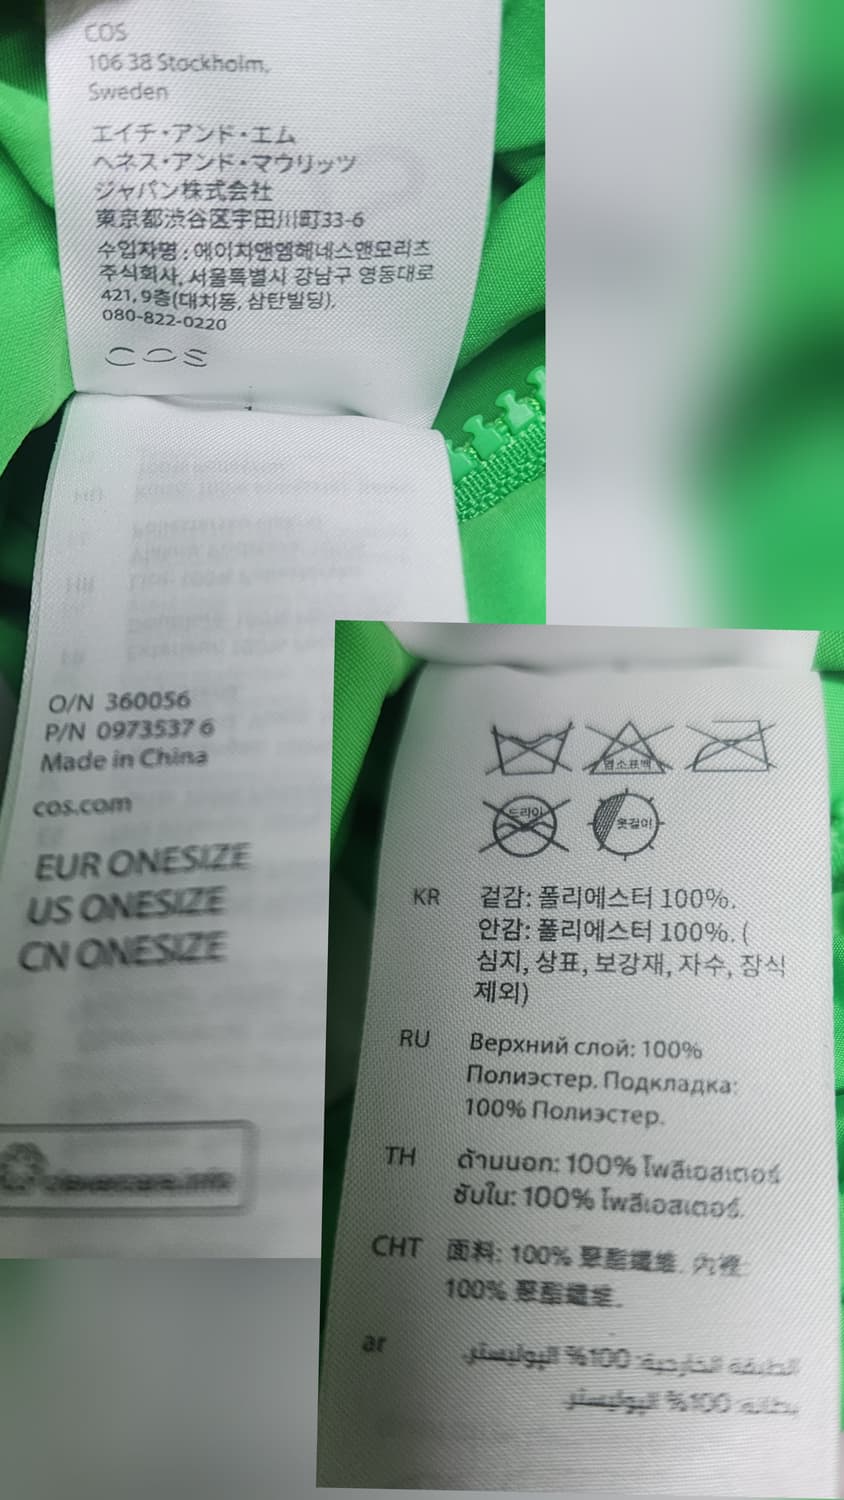 COS
106 38 Stockholm,
Sweden
エイチ・アンド・エム
ヘネス・アンド・マウリッツ
ジャパン株式会社
東京都渋谷区宇田川町33-6
수입자명 : 에이치앤엠헤네스앤모리츠
주식회사, 서울특별시 강남구 영동대로
421, 9층(대치동, 삼탄빌딩).
080-822-0220
COS
O/N 360056
P/N 0973537 6
Made in China
cos.com
EUR ONESIZE
US ONESIZE
CN ONESIZE
clevercare.info
염소표백
드라이
옷걸이
KR 겉감: 폴리에스터 100%.
안감: 폴리에스터 100%. (
심지, 상표, 보강재, 자수, 장식
제외)
RU Верхний слой: 100%
Полиэстер. Подкладка:
100% Полиэстер.
TH ด้านนอก: 100% โพลีเอสเตอร์
ซับใน: 100% โพลีเอสเตอร์.
CHT 面料: 100% 聚酯纖維. 內裡:
100% 聚酯纖維.
ar الطبقة الخارجية: 100% البوليستر.
بطانة: 100% البوليستر.